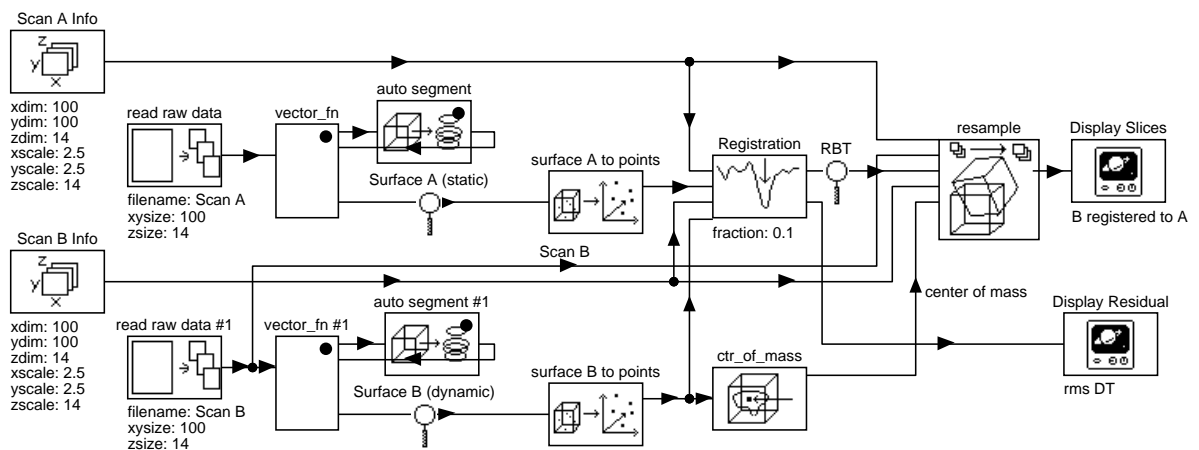 Scan A Info
z
y
x
xdim: 100
ydim: 100
zdim: 14
xscale: 2.5
yscale: 2.5
zscale: 14
read raw data
filename: Scan A
xysize: 100
zsize: 14
vector_fn
auto segment
Surface A (static)
surface A to points
Registration
fraction: 0.1
RBT
resample
Display Slices
B registered to A
Scan B Info
z
y
x
xdim: 100
ydim: 100
zdim: 14
xscale: 2.5
yscale: 2.5
zscale: 14
Scan B
read raw data #1
filename: Scan B
xysize: 100
zsize: 14
vector_fn #1
auto segment #1
Surface B (dynamic)
surface B to points
ctr_of_mass
center of mass
Display Residual
rms DT